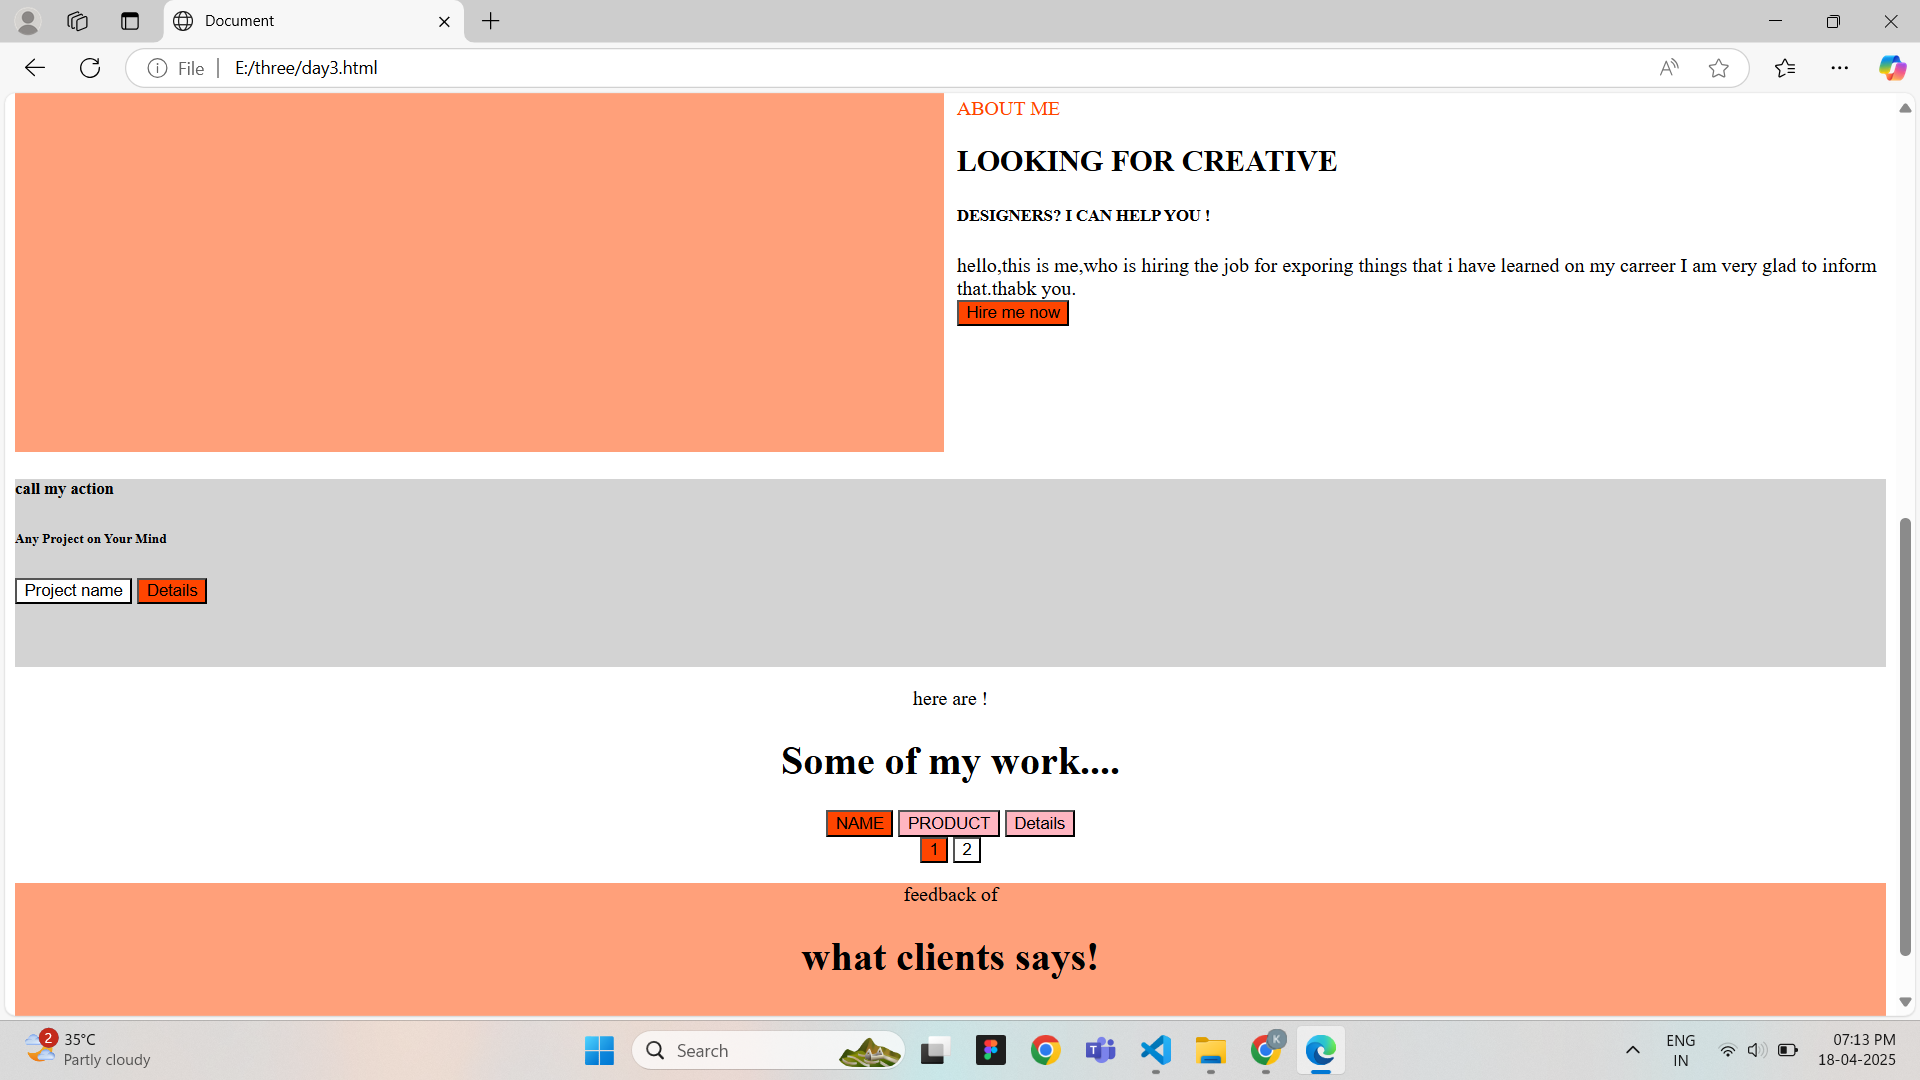 Document
File
E:/three/day3.html
ABOUT ME
LOOKING FOR CREATIVE
DESIGNERS? I CAN HELP YOU !
hello,this is me,who is hiring the job for exporing things that i have learned on my carreer I am very glad to inform
that.thabk you.
Hire me now
call my action
Any Project on Your Mind
Project name Details
here are !
Some of my work....
NAME PRODUCT Details
1 2
feedback of
what clients says!
2
35°C
Partly cloudy
Search
K
ENG
IN
07:13 PM
18-04-2025